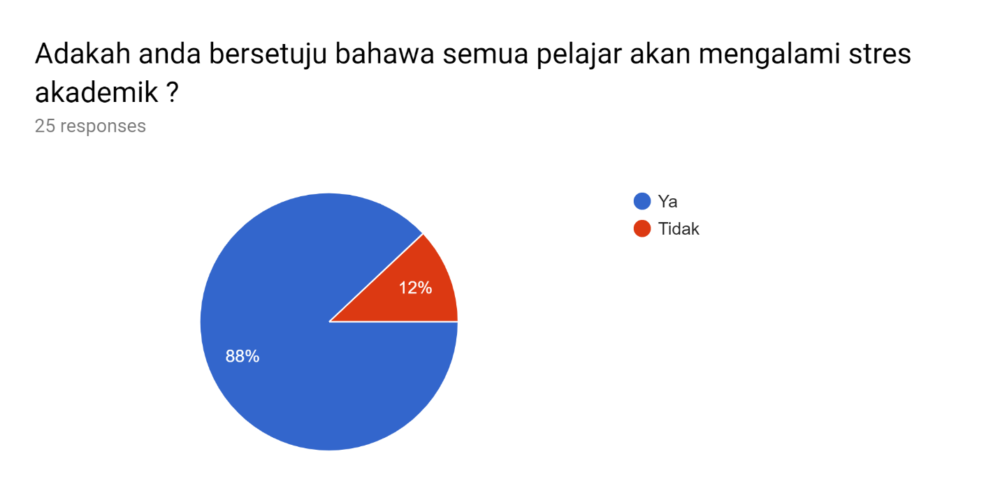 Adakah anda bersetuju bahawa semua pelajar akan mengalami stres
akademik ?
25 responses
Ya
Tidak
12%
88%